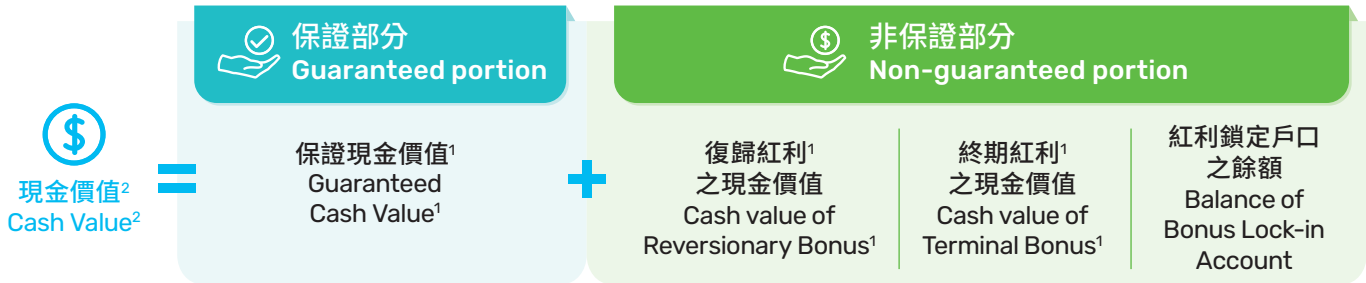 保證部分
Guaranteed portion
非保證部分
Non-guaranteed portion
$
現金價值²
Cash Value²
=
保證現金價值¹
Guaranteed
Cash Value¹
+
復歸紅利¹
之現金價值
Cash value of
Reversionary Bonus¹
終期紅利¹
之現金價值
Cash value of
Terminal Bonus¹
紅利鎖定戶口
之餘額
Balance of
Bonus Lock-in
Account